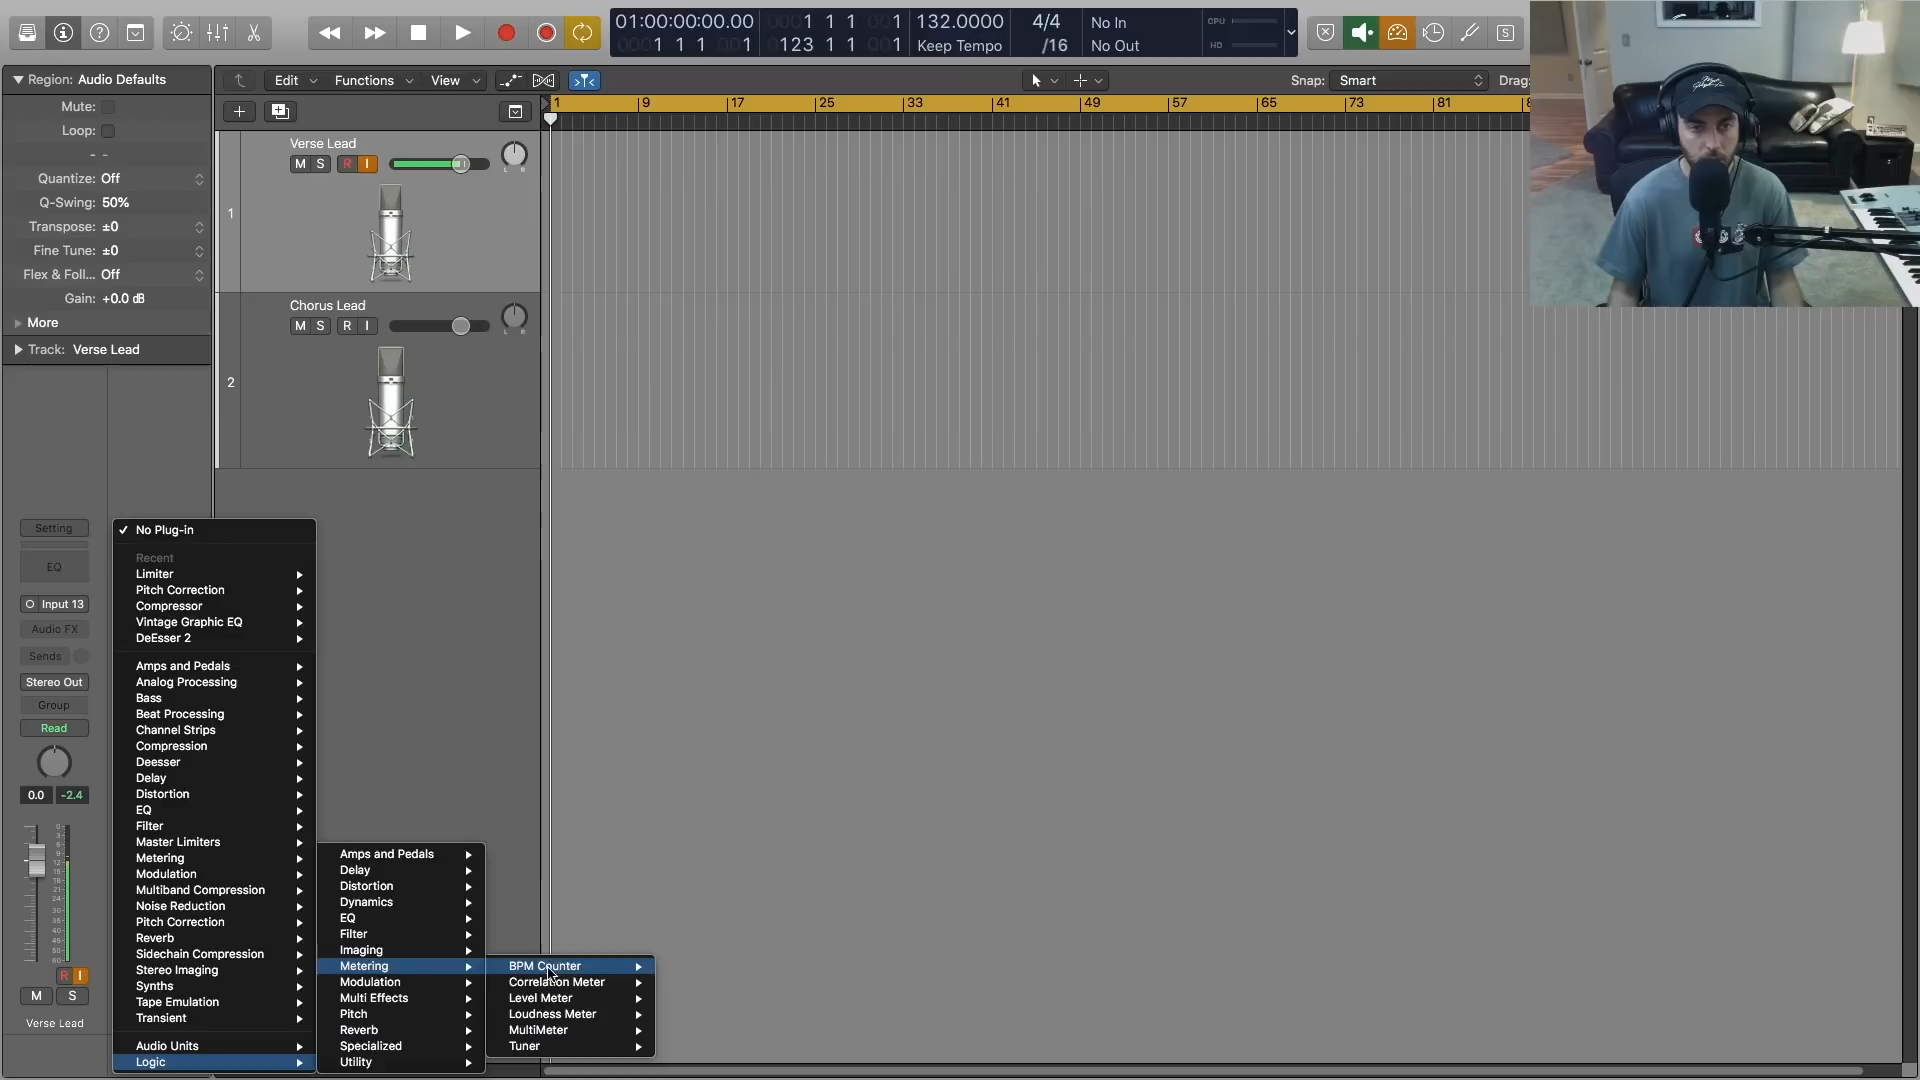 01:00:00:00.00
1 1 1 001
0001 1 1 001
0123 1 1 001
132.0000
Keep Tempo
4/4
/16
No In
No Out
CPU
HD
S
Region: Audio Defaults
Mute:
Loop:
- -
Quantize: Off
Q-Swing: 50%
Transpose: ±0
Fine Tune: ±0
Flex & Foll... Off
Gain: +0.0 dB
More
Track: Verse Lead
Edit
Functions
View
Snap: Smart
Drag:
1 9 17 25 33 41 49 57 65 73 81
Verse Lead
M S R I
L R
1
Chorus Lead
M S R I
L R
2
Setting
EQ
Input 13
Audio FX
Sends
Stereo Out
Group
Read
0.0 -2.4
R I
M S
Verse Lead
No Plug-in
Recent
Limiter
Pitch Correction
Compressor
Vintage Graphic EQ
DeEsser 2
Amps and Pedals
Analog Processing
Bass
Beat Processing
Channel Strips
Compression
Deesser
Delay
Distortion
EQ
Filter
Master Limiters
Metering
Modulation
Multiband Compression
Noise Reduction
Pitch Correction
Reverb
Sidechain Compression
Stereo Imaging
Synths
Tape Emulation
Transient
Audio Units
Logic
Amps and Pedals
Delay
Distortion
Dynamics
EQ
Filter
Imaging
Metering
Modulation
Multi Effects
Pitch
Reverb
Specialized
Utility
BPM Counter
Correlation Meter
Level Meter
Loudness Meter
MultiMeter
Tuner